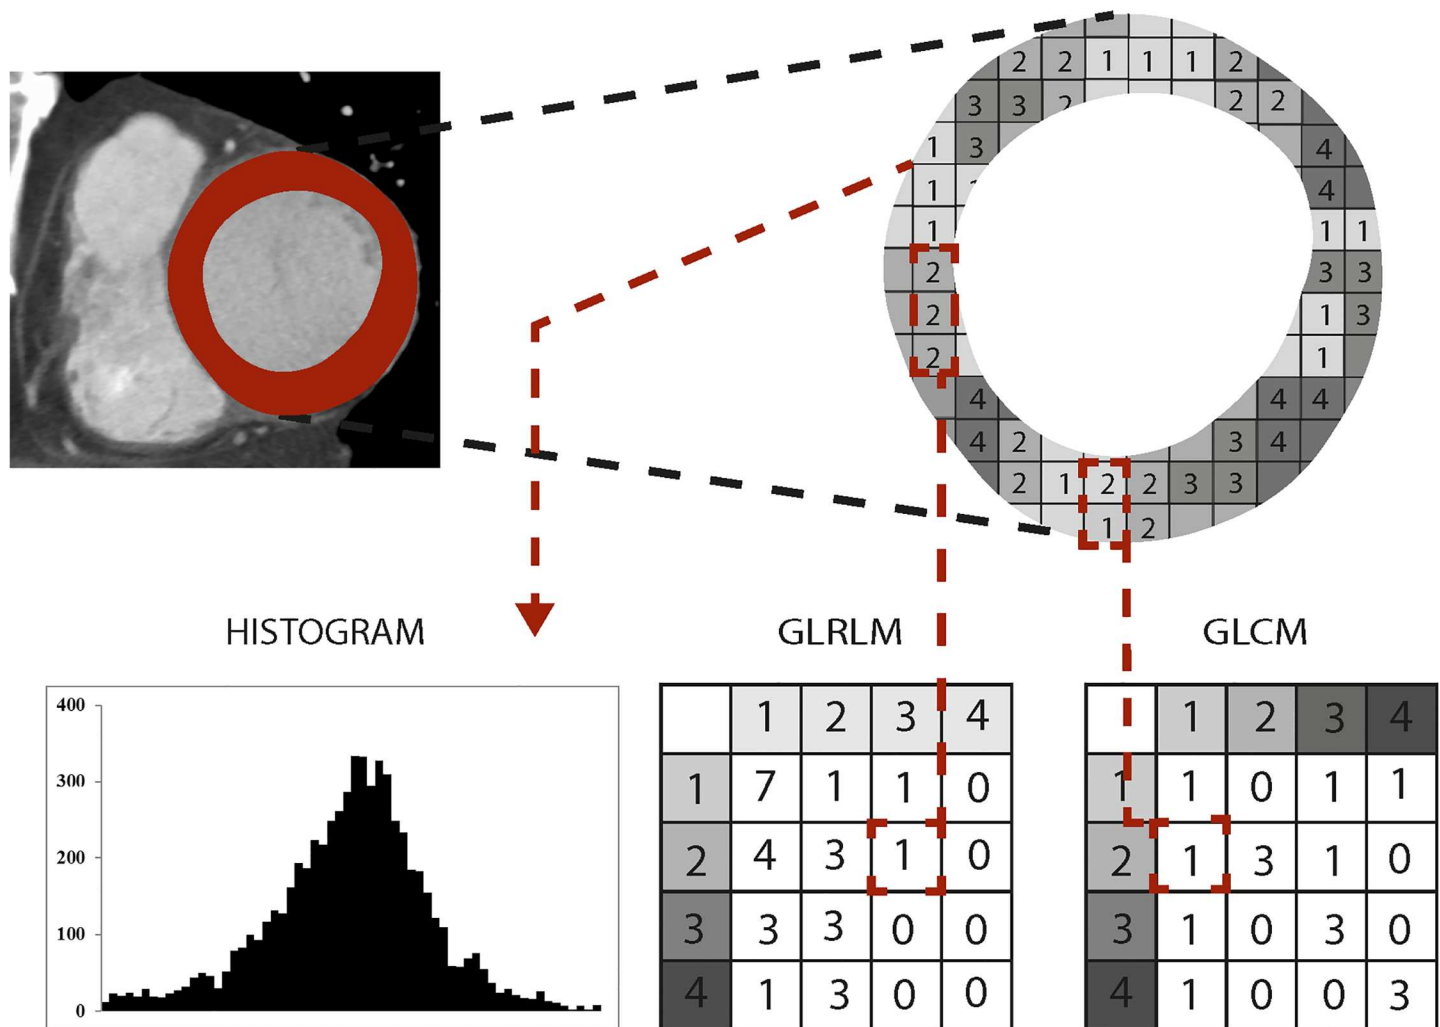 2 2 1 1 1 2
3 3 2 2 2
1 3 4
1 4
1 1 1
2 3 3
2 1 3
2 1
4 4 4
4 2 3 4
2 1 2 2 3 3
1 2
HISTOGRAM GLRLM GLCM
400
300
200
100
0
1 2 3 4
1 7 1 1 0
2 4 3 1 0
3 3 3 0 0
4 1 3 0 0
1 2 3 4
1 1 0 1 1
2 1 3 1 0
3 1 0 3 0
4 1 0 0 3